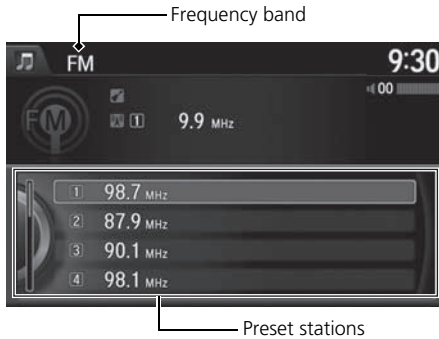 Frequency band
FM 9:30
00
FM
1 9.9 MHz
1 98.7 MHz
2 87.9 MHz
3 90.1 MHz
4 98.1 MHz
Preset stations